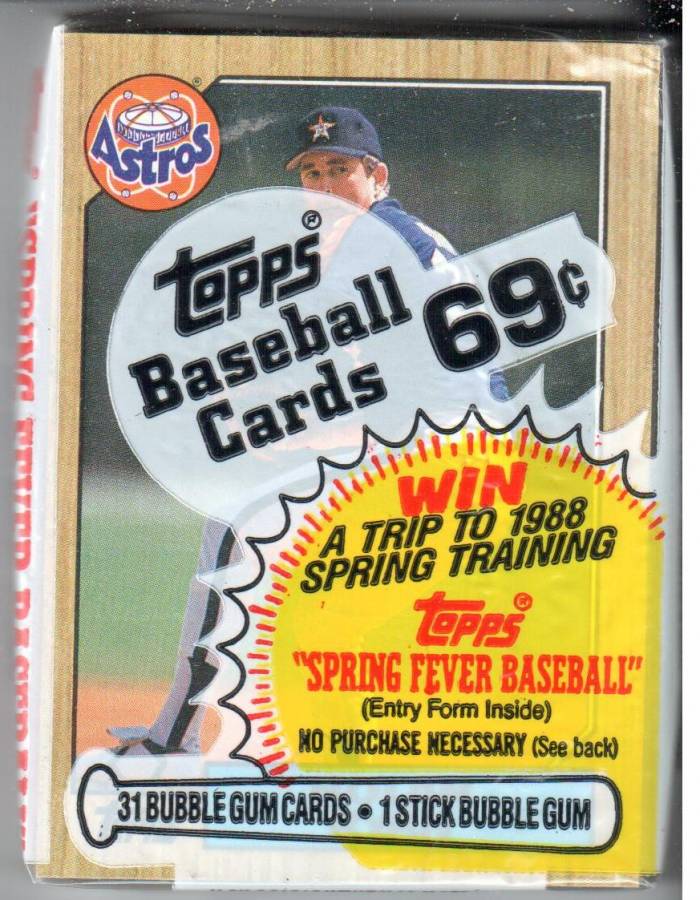 Astros
Topps®
Baseball
Cards
69¢
WIN
A TRIP TO 1988
SPRING TRAINING
Topps®
"SPRING FEVER BASEBALL"
(Entry Form Inside)
NO PURCHASE NECESSARY (See back)
31 BUBBLE GUM CARDS • 1 STICK BUBBLE GUM